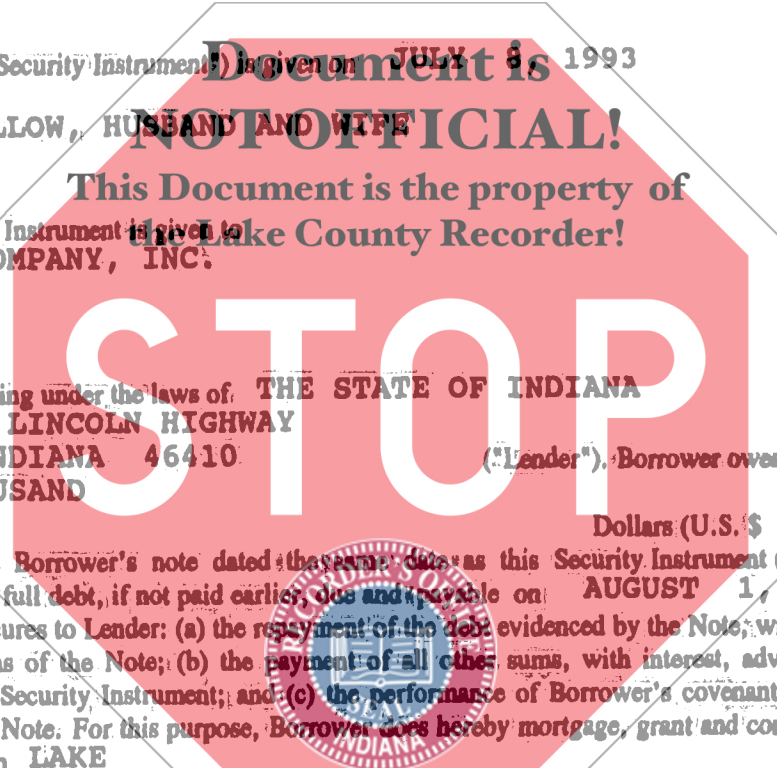 Document is
NOT OFFICIAL!
This Document is the property of
the Lake County Recorder!
STOP
Security Instrument") is given on JULY 8, 1993
LLOW, HUSBAND AND WIFE
Instrument is given to
OMPANY, INC.
ing under the laws of THE STATE OF INDIANA
LINCOLN HIGHWAY
NDIANA 46410 ("Lender"). Borrower owe
USAND
Dollars (U.S. $
Borrower's note dated the same date as this Security Instrument (
full debt, if not paid earlier, due and payable on AUGUST 1,
ures to Lender: (a) the repayment of the debt evidenced by the Note, w
s of the Note; (b) the payment of all other sums, with interest, adv
Security Instrument; and (c) the performance of Borrower's covenant
Note. For this purpose, Borrower does hereby mortgage, grant and con
LAKE
RECORDER'S OFFICE
SEAL
INDIANA